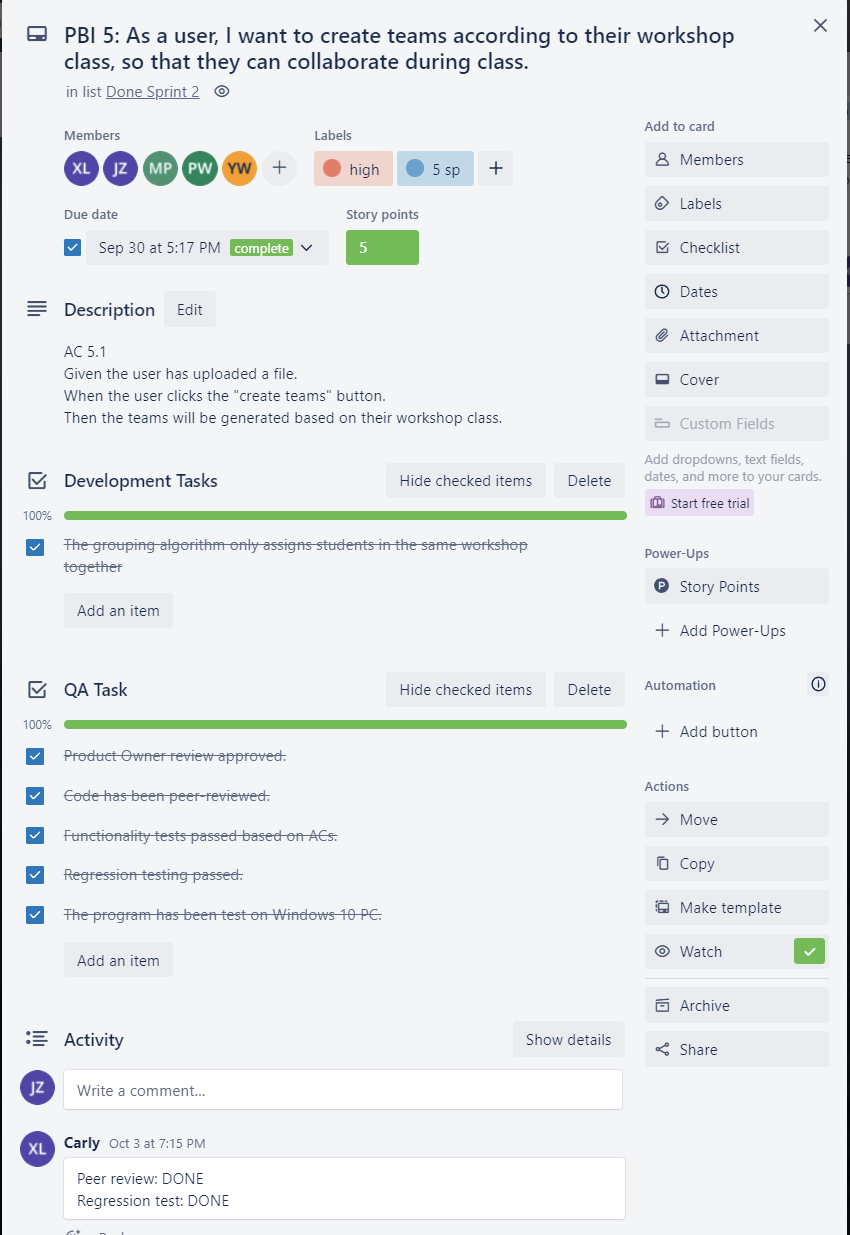 PBI 5: As a user, I want to create teams according to their workshop
class, so that they can collaborate during class.
in list Done Sprint 2
Members
XL JZ MP PW YW
Labels
high
5 sp
Due date
Sep 30 at 5:17 PM complete
Story points
5
Description
Edit
AC 5.1
Given the user has uploaded a file.
When the user clicks the "create teams" button.
Then the teams will be generated based on their workshop class.
Development Tasks
Hide checked items
Delete
100%
The grouping algorithm only assigns students in the same workshop
together
Add an item
QA Task
Hide checked items
Delete
100%
Product Owner review approved.
Code has been peer-reviewed.
Functionality tests passed based on ACs.
Regression testing passed.
The program has been test on Windows 10 PC.
Add an item
Activity
Show details
JZ
Write a comment...
XL
Carly Oct 3 at 7:15 PM
Peer review: DONE
Regression test: DONE
Add to card
Members
Labels
Checklist
Dates
Attachment
Cover
Custom Fields
Add dropdowns, text fields,
dates, and more to your cards.
Start free trial
Power-Ups
P Story Points
Add Power-Ups
Automation
Add button
Actions
Move
Copy
Make template
Watch
Archive
Share